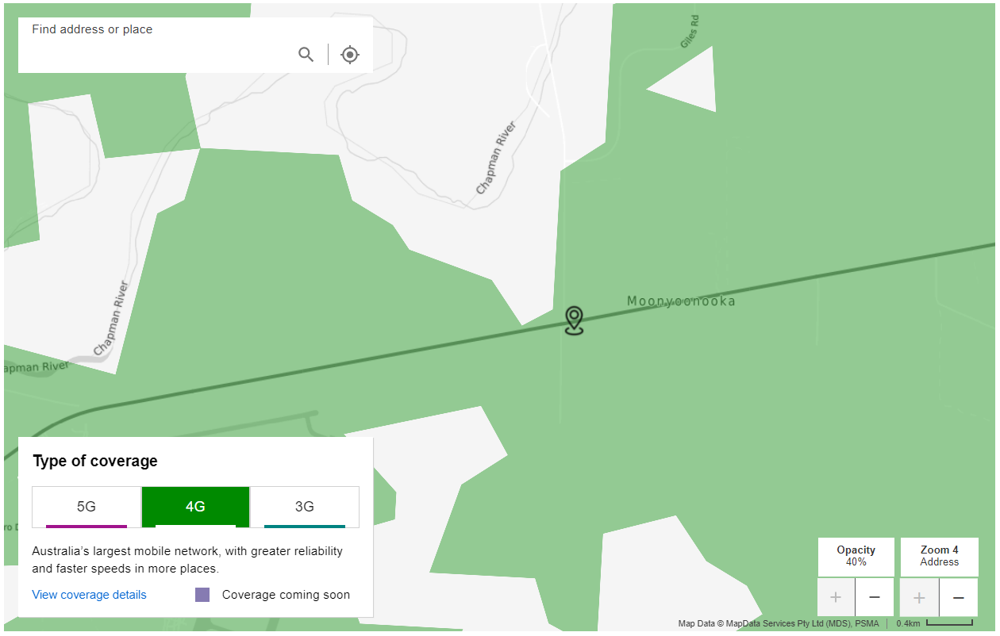 Find address or place
Giles Rd
Chapman River
Moonyoonooka
Chapman River
apman River
Type of coverage
5G
4G
3G
Australia’s largest mobile network, with greater reliability
and faster speeds in more places.
View coverage details
Coverage coming soon
Opacity
40%
Zoom 4
Address
Map Data © MapData Services Pty Ltd (MDS), PSMA
0.4km